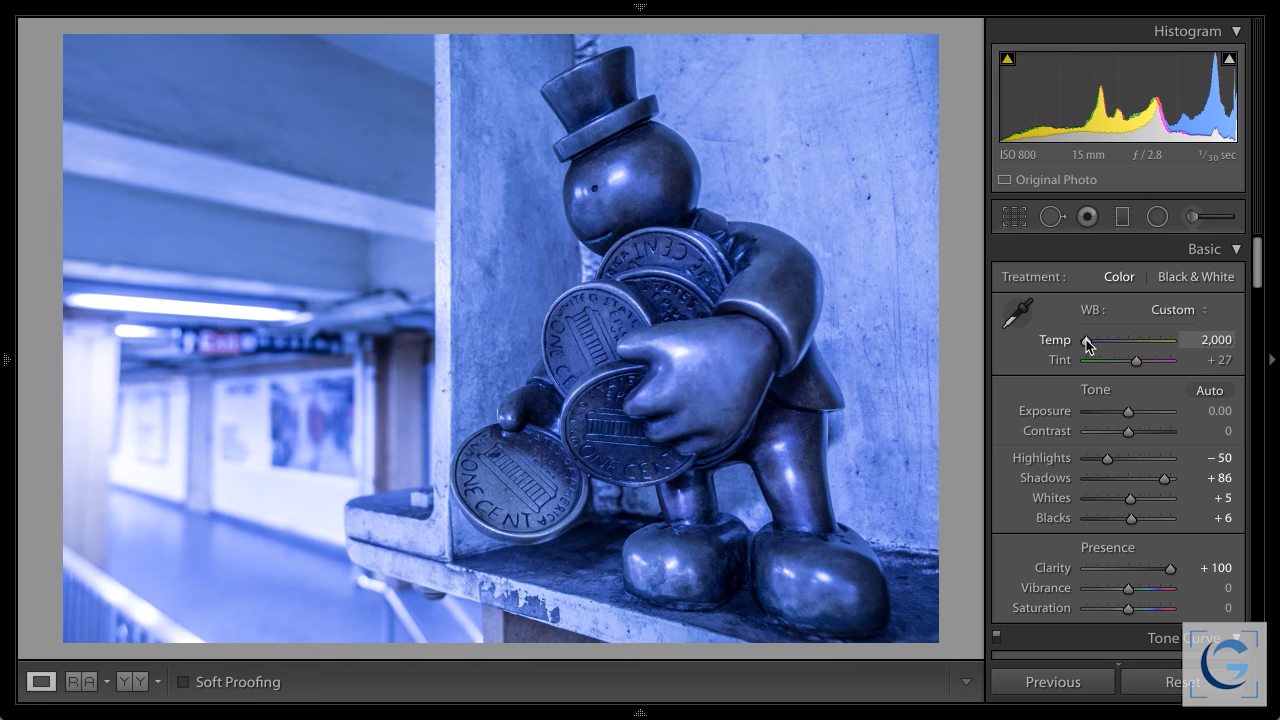 Histogram
ISO 800 15 mm ƒ / 2.8 1/30 sec
Original Photo
Basic
Treatment : Color Black & White
WB : Custom
Temp 2,000
Tint + 27
Tone Auto
Exposure 0.00
Contrast 0
Highlights – 50
Shadows + 86
Whites + 5
Blacks + 6
Presence
Clarity + 100
Vibrance 0
Saturation 0
Tone Curve
Previous Reset
R A Y Y Soft Proofing
CENT
ONE
ONE CENT
ONE CENT